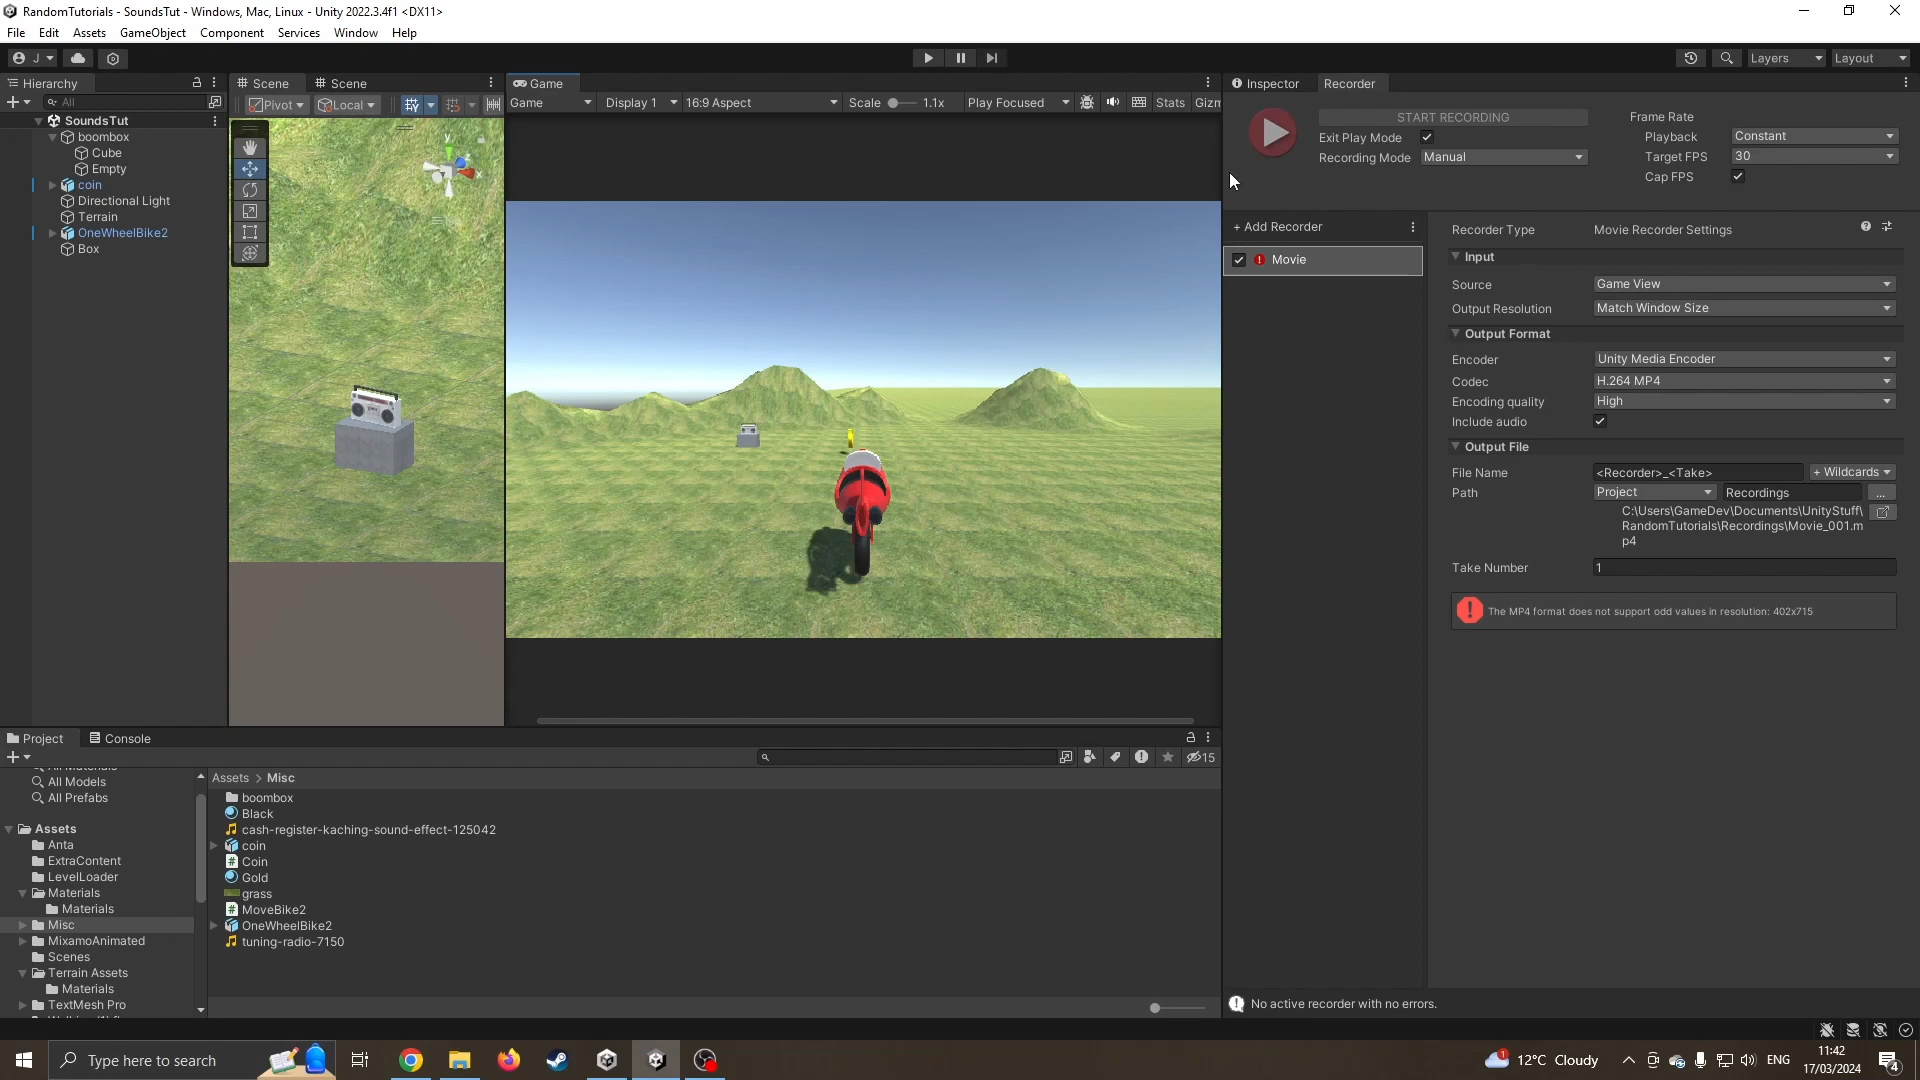 RandomTutorials - SoundsTut - Windows, Mac, Linux - Unity 2022.3.4f1 <DX11>
File Edit Assets GameObject Component Services Window Help
J Layers Layout
Hierarchy
All
SoundsTut
boombox
Cube
Empty
coin
Directional Light
Terrain
OneWheelBike2
Box
Scene Scene
Pivot Local
y
z
x
Game
Game Display 1 16:9 Aspect Scale 1.1x Play Focused Stats Gizm
Inspector Recorder
START RECORDING
Exit Play Mode
Recording Mode Manual
Frame Rate
Playback Constant
Target FPS 30
Cap FPS
+ Add Recorder
Movie
Recorder Type Movie Recorder Settings
Input
Source Game View
Output Resolution Match Window Size
Output Format
Encoder Unity Media Encoder
Codec H.264 MP4
Encoding quality High
Include audio
Output File
File Name <Recorder>_<Take> + Wildcards
Path Project Recordings ...
C:\Users\GameDev\Documents\UnityStuff\
RandomTutorials\Recordings\Movie_001.m
p4
Take Number 1
The MP4 format does not support odd values in resolution: 402x715
No active recorder with no errors.
Project Console
15
All Models
All Prefabs
Assets
Anta
ExtraContent
LevelLoader
Materials
Materials
Misc
MixamoAnimated
Scenes
Terrain Assets
Materials
TextMesh Pro
Assets > Misc
boombox
Black
cash-register-kaching-sound-effect-125042
coin
Coin
Gold
grass
MoveBike2
OneWheelBike2
tuning-radio-7150
Type here to search
1
12°C Cloudy
ENG
11:42
17/03/2024
4